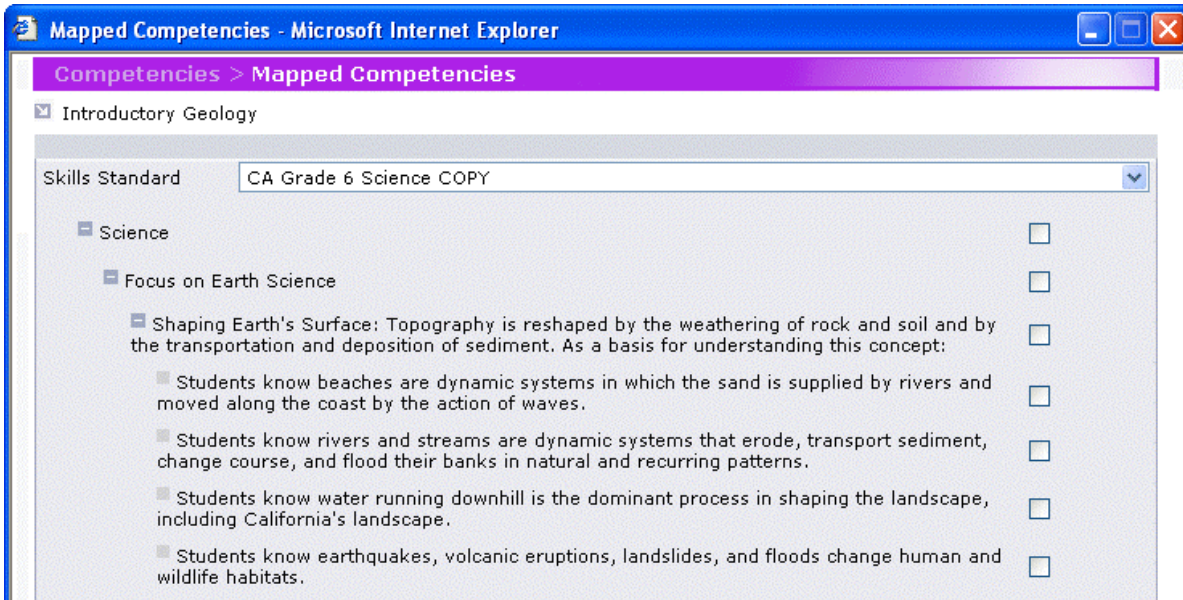 Mapped Competencies - Microsoft Internet Explorer
Competencies > Mapped Competencies
Introductory Geology
Skills Standard CA Grade 6 Science COPY
Science
Focus on Earth Science
Shaping Earth's Surface: Topography is reshaped by the weathering of rock and soil and by
the transportation and deposition of sediment. As a basis for understanding this concept:
Students know beaches are dynamic systems in which the sand is supplied by rivers and
moved along the coast by the action of waves.
Students know rivers and streams are dynamic systems that erode, transport sediment,
change course, and flood their banks in natural and recurring patterns.
Students know water running downhill is the dominant process in shaping the landscape,
including California's landscape.
Students know earthquakes, volcanic eruptions, landslides, and floods change human and
wildlife habitats.